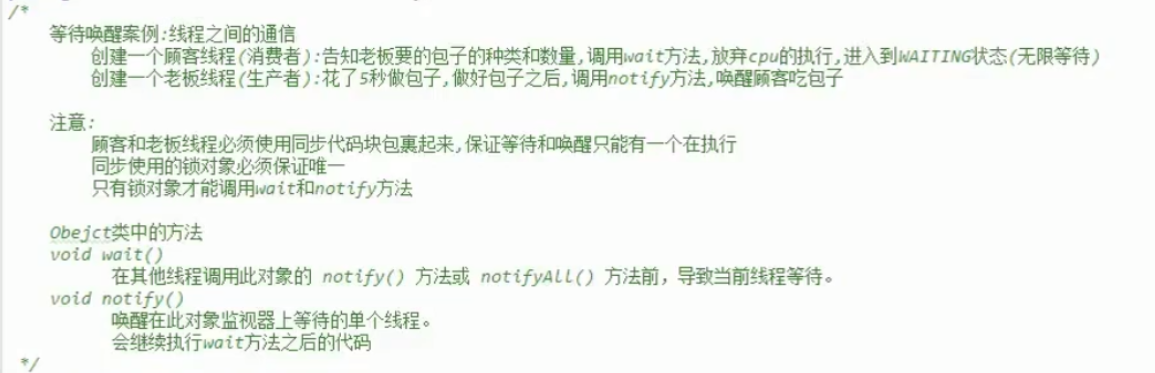 /*
等待唤醒案例:线程之间的通信
创建一个顾客线程(消费者):告知老板要的包子的种类和数量,调用wait方法,放弃cpu的执行,进入到WAITING状态(无限等待)
创建一个老板线程(生产者):花了5秒做包子,做好包子之后,调用notify方法,唤醒顾客吃包子
注意:
顾客和老板线程必须使用同步代码块包裹起来,保证等待和唤醒只能有一个在执行
同步使用的锁对象必须保证唯一
只有锁对象才能调用wait和notify方法
Obejct类中的方法
void wait()
在其他线程调用此对象的 notify() 方法或 notifyAll() 方法前，导致当前线程等待。
void notify()
唤醒在此对象监视器上等待的单个线程。
会继续执行wait方法之后的代码
*/